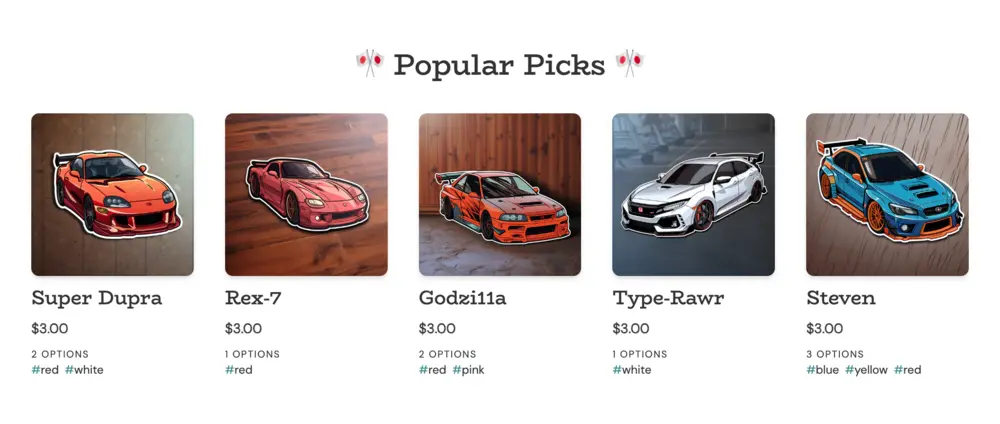 Popular Picks
Super Dupra
$3.00
2 OPTIONS
#red #white
Rex-7
$3.00
1 OPTIONS
#red
Godzi11a
$3.00
2 OPTIONS
#red #pink
Type-Rawr
$3.00
1 OPTIONS
#white
Steven
$3.00
3 OPTIONS
#blue #yellow #red